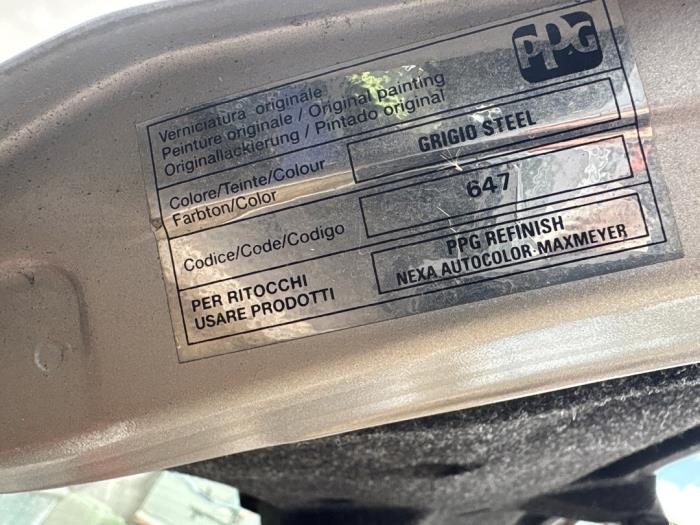 PPG
Verniciatura originale
Peinture originale / Original painting
Originallackierung / Pintado original
Colore/Teinte/Colour
Farbton/Color
GRIGIO STEEL
Codice/Code/Codigo
647
PER RITOCCHI
USARE PRODOTTI
PPG REFINISH
NEXA AUTOCOLOR-MAXMEYER